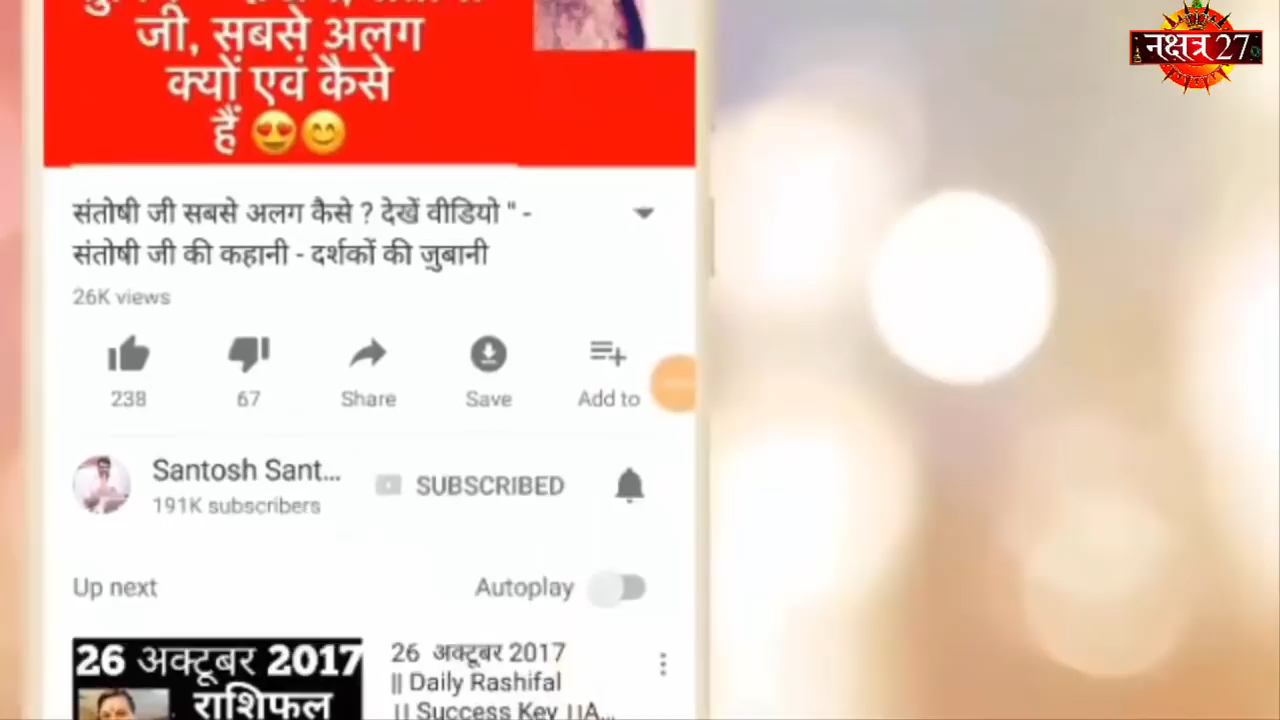 जी, सबसे अलग
क्यों एवं कैसे
हैं 😍😊
नक्षत्र 27
संतोषी जी सबसे अलग कैसे ? देखें वीडियो " -
संतोषी जी की कहानी - दर्शकों की जुबानी
26K views
238
67
Share
Save
Add to
Santosh Sant...
191K subscribers
SUBSCRIBED
Up next
Autoplay
26 अक्टूबर 2017
राशिफल
26 अक्टूबर 2017
|| Daily Rashifal
|| Success Key ||A...